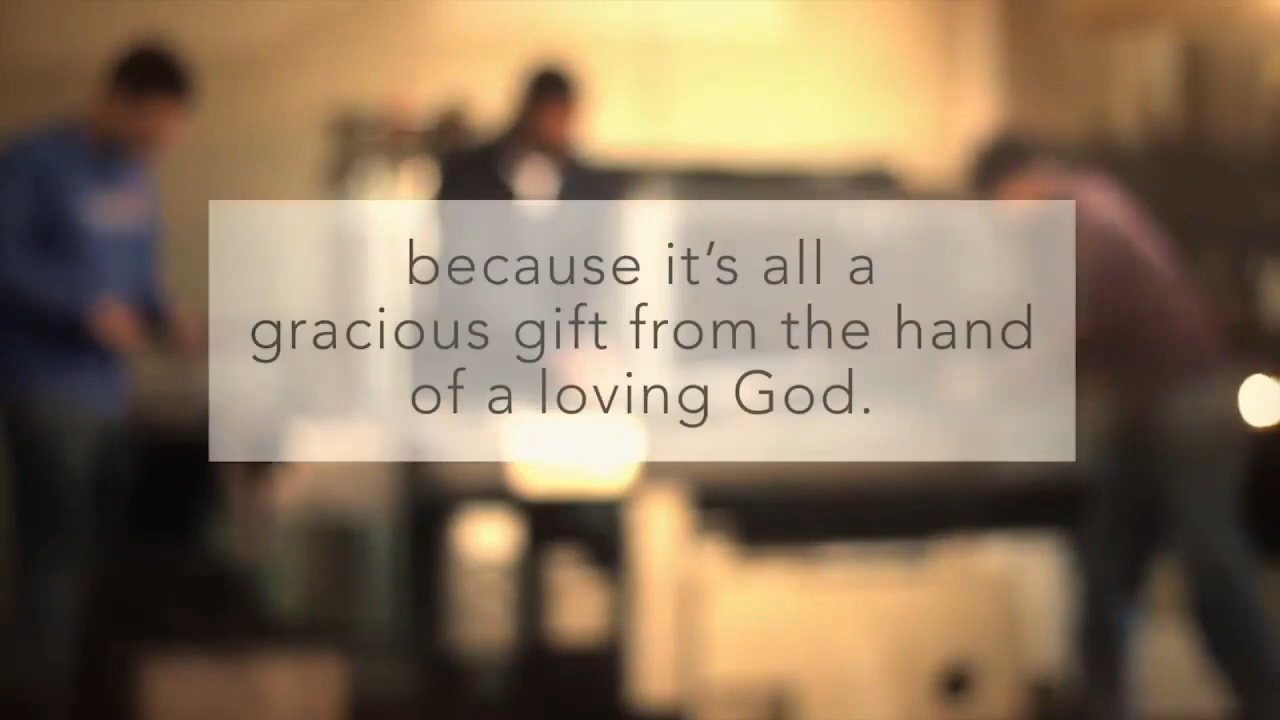 because it's all a
gracious gift from the hand
of a loving God.